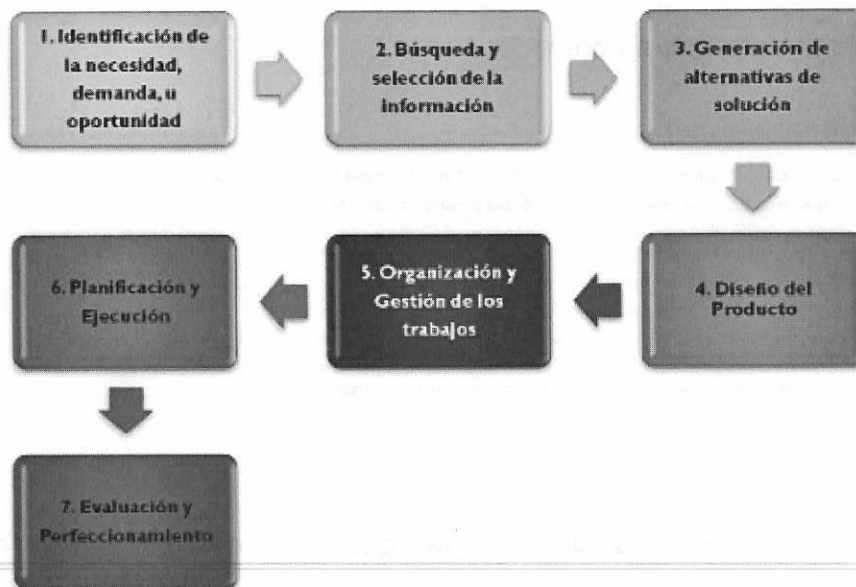 1. Identificación de
la necesidad,
demanda, u
oportunidad
2. Búsqueda y
selección de la
información
3. Generación de
alternativas de
solución
4. Diseño del
Producto
5. Organización y
Gestión de los
trabajos
6. Planificación y
Ejecución
7. Evaluación y
Perfeccionamiento